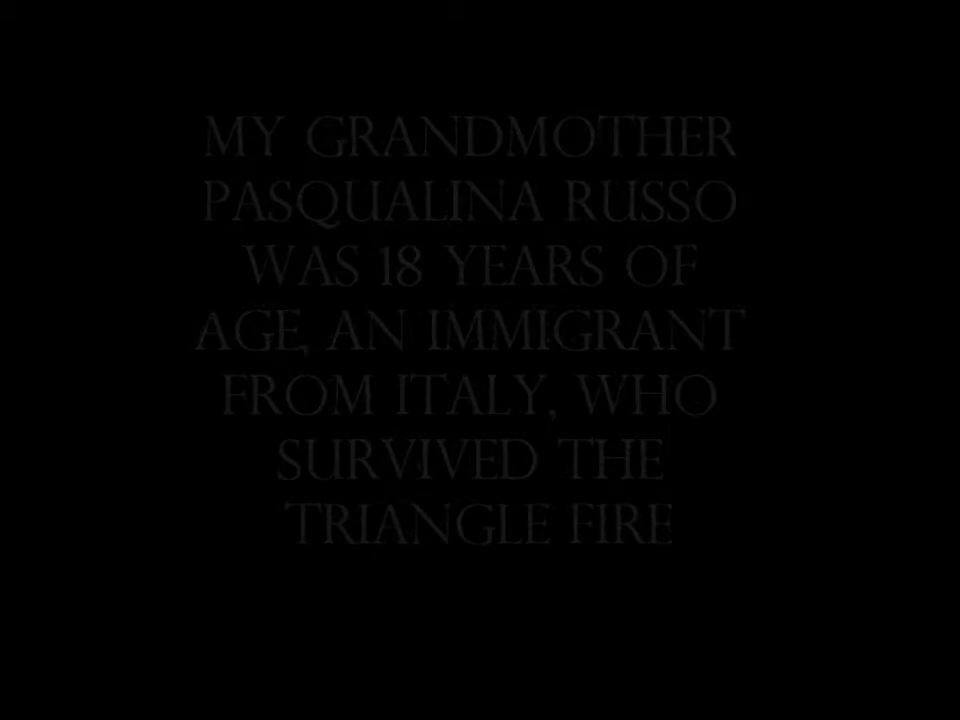 MY GRANDMOTHER
PASQUALINA RUSSO
WAS 18 YEARS OF
AGE, AN IMMIGRANT
FROM ITALY, WHO
SURVIVED THE
TRIANGLE FIRE